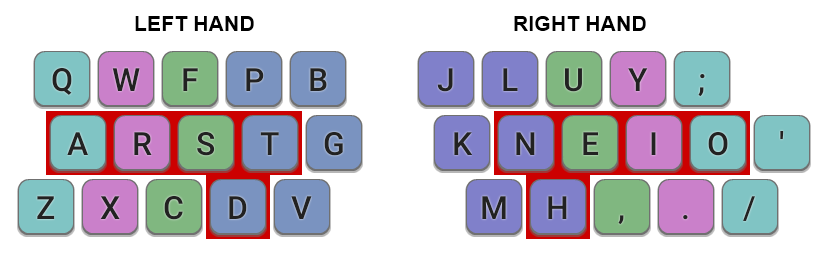 LEFT HAND RIGHT HAND
Q W F P B J L U Y ;
A R S T G K N E I O '
Z X C D V M H , . /